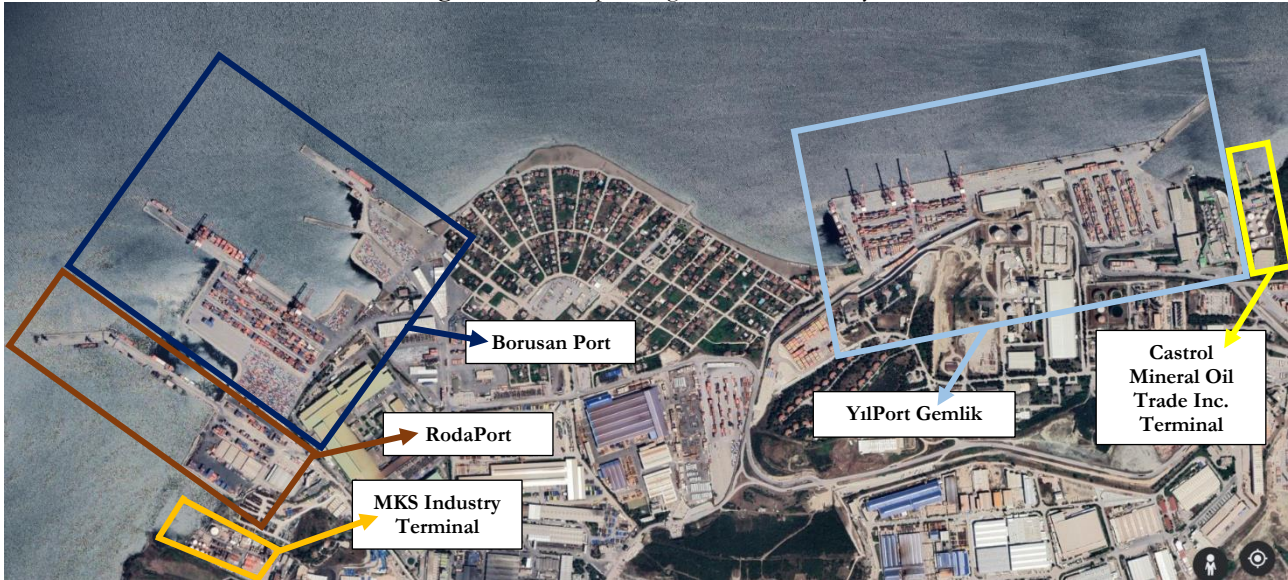 Borusan Port
RodaPort
MKS Industry
Terminal
YılPort Gemlik
Castrol
Mineral Oil
Trade Inc.
Terminal